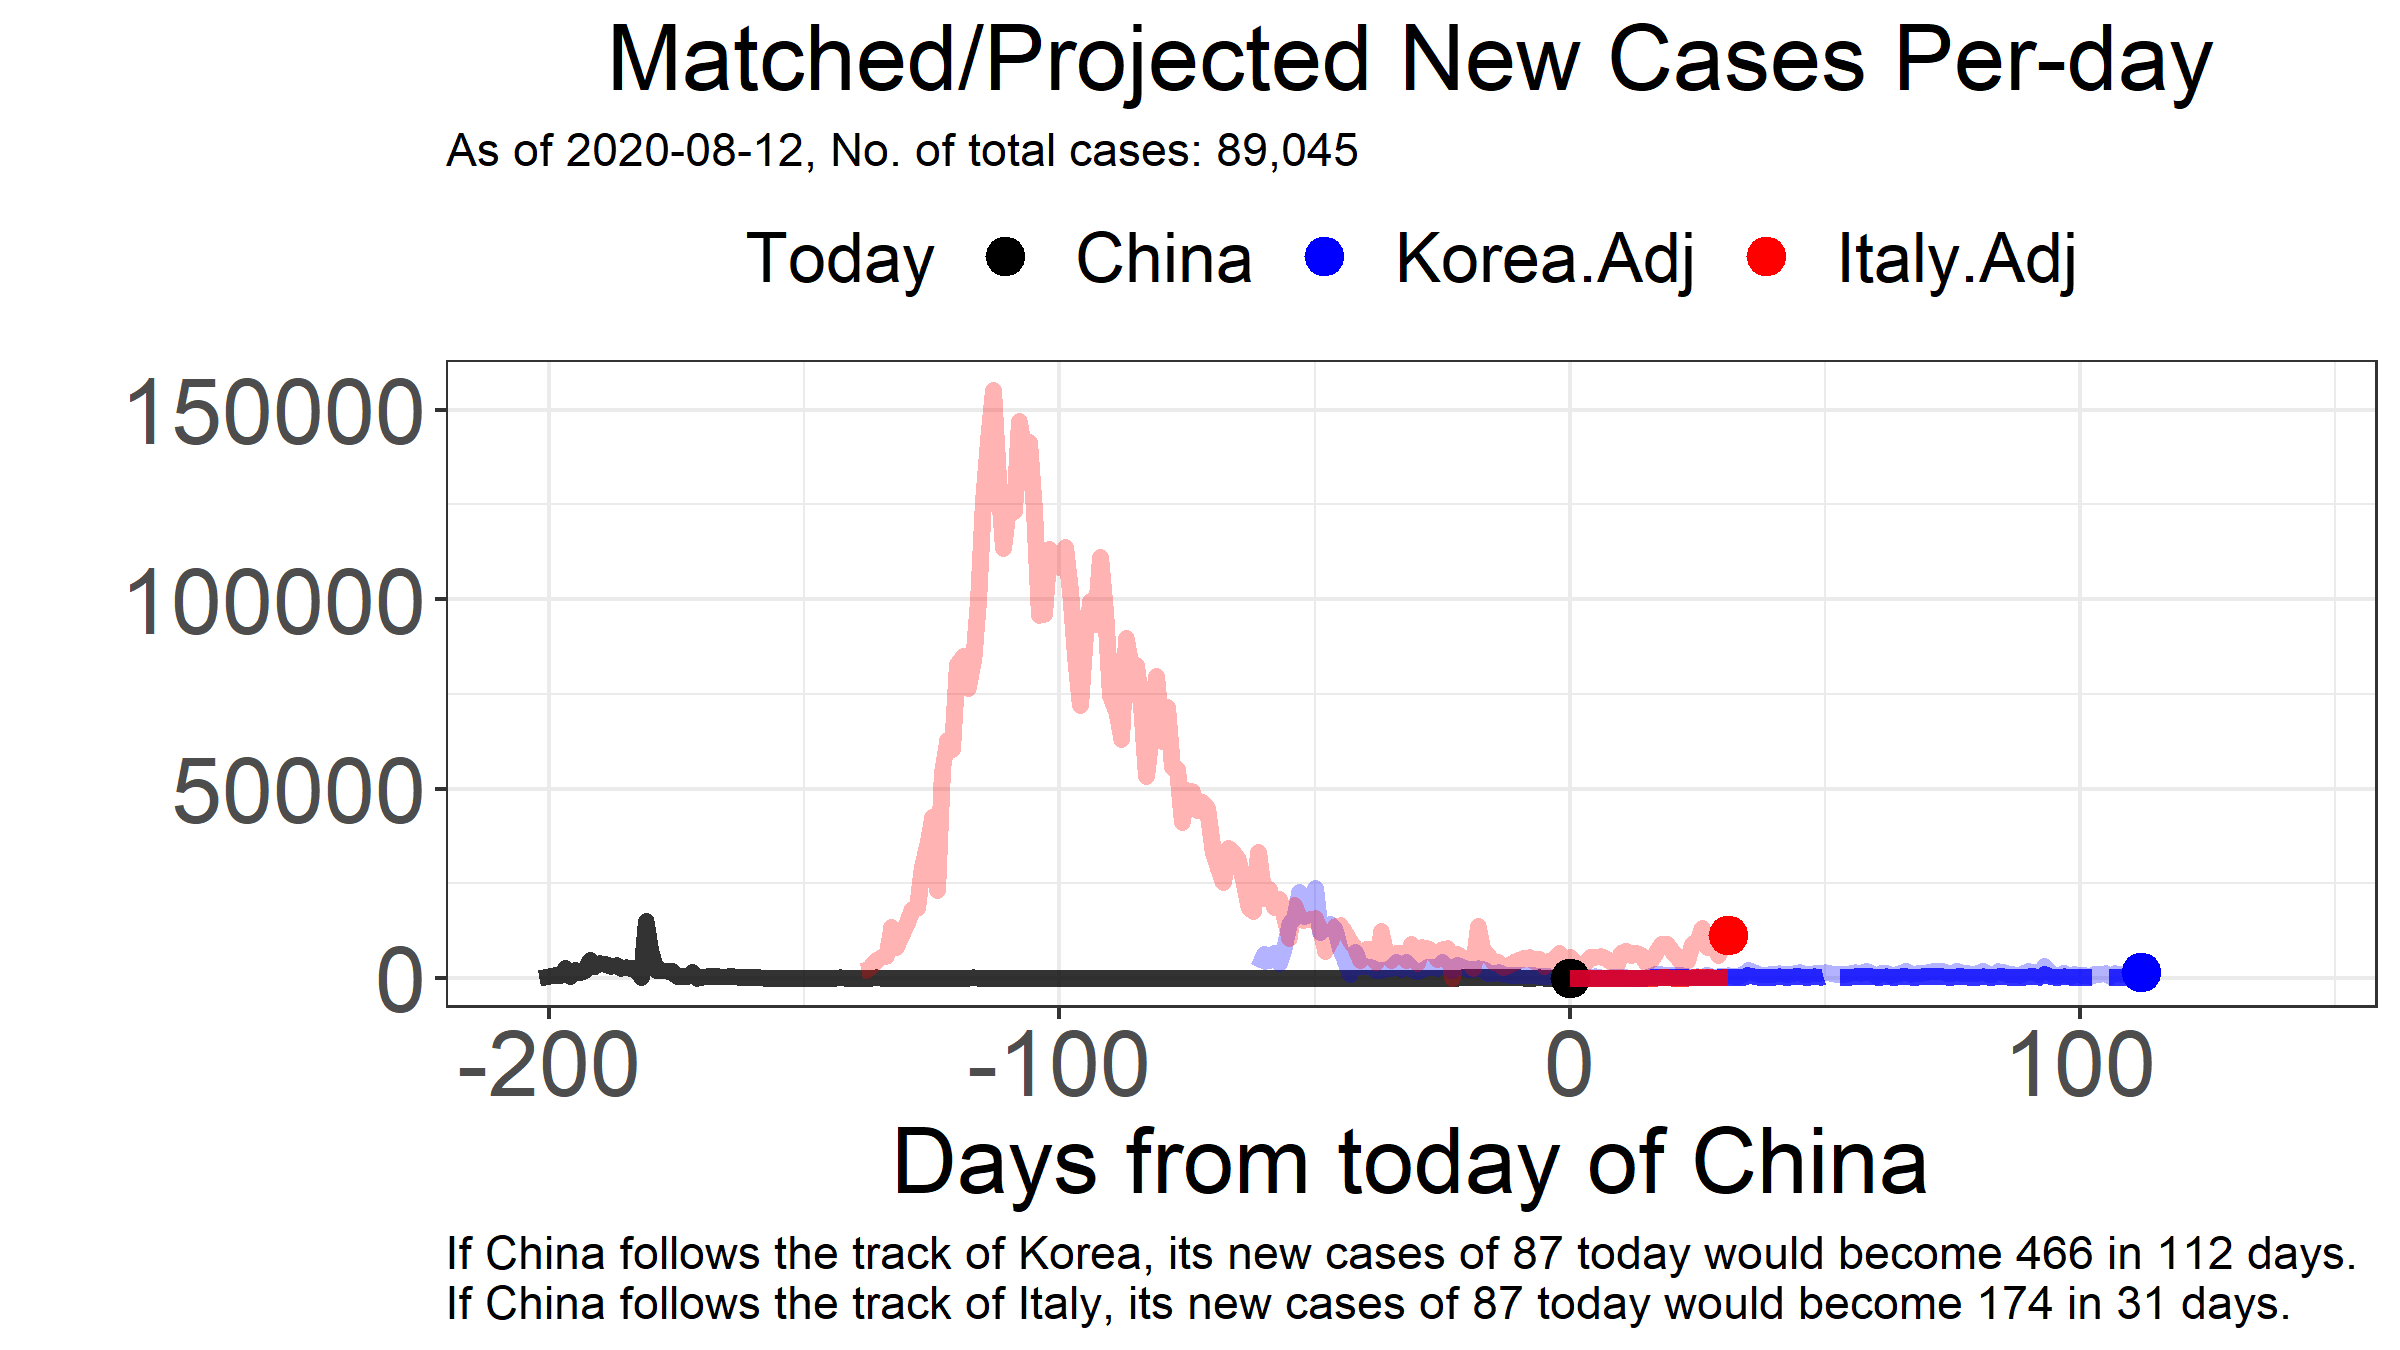 Matched/Projected New Cases Per-day
As of 2020-08-12, No. of total cases: 89,045
Today China Korea.Adj Italy.Adj
150000
100000
50000
0
-200 -100 0 100
Days from today of China
If China follows the track of Korea, its new cases of 87 today would become 466 in 112 days.
If China follows the track of Italy, its new cases of 87 today would become 174 in 31 days.